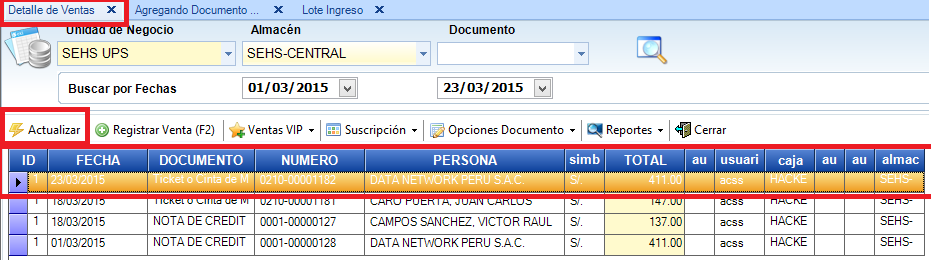 Detalle de Ventas X Agregando Documento ... X Lote Ingreso X
Unidad de Negocio Almacén Documento
SEHS UPS SEHS-CENTRAL
Buscar por Fechas 01/03/2015 23/03/2015
Actualizar Registrar Venta (F2) Ventas VIP Suscripción Opciones Documento Reportes Cerrar
ID FECHA DOCUMENTO NUMERO PERSONA simb TOTAL au usuari caja au au almac
1 23/03/2015 Ticket o Cinta de M 0210-00001182 DATA NETWORK PERU S.A.C. S/. 411.00 acss HACKE SEHS-
1 18/03/2015 Ticket o Cinta de M 0210-00001181 CARO PUERTA, JUAN CARLOS S/. 147.00 acss HACKE SEHS-
1 18/03/2015 NOTA DE CREDIT 0001-00000127 CAMPOS SANCHEZ, VICTOR RAUL S/. 137.00 acss HACKE SEHS-
1 01/03/2015 NOTA DE CREDIT 0001-00000128 DATA NETWORK PERU S.A.C. S/. 411.00 acss HACKE SEHS-